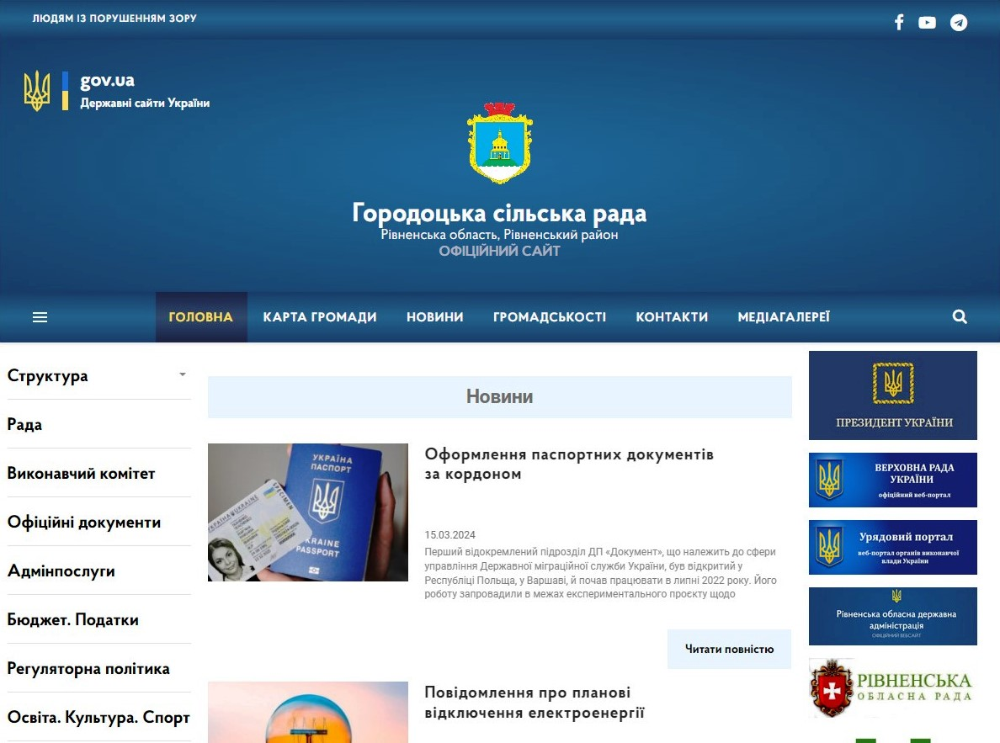 ЛЮДЯМ ІЗ ПОРУШЕННЯМ ЗОРУ
gov.ua
Державні сайти України
Городоцька сільська рада
Рівненська область, Рівненський район
ОФІЦІЙНИЙ САЙТ
ГОЛОВНА
КАРТА ГРОМАДИ
НОВИНИ
ГРОМАДСЬКОСТІ
КОНТАКТИ
МЕДІАГАЛЕРЕЇ
Структура
Рада
Виконавчий комітет
Офіційні документи
Адмінпослуги
Бюджет. Податки
Регуляторна політика
Освіта. Культура. Спорт
Новини
УКРАЇНА
ПАСПОРТ
UKRAINE
PASSPORT
SPECIMEN
Оформлення паспортних документів
за кордоном
15.03.2024
Перший відокремлений підрозділ ДП «Документ», що належить до сфери
управління Державної міграційної служби України, був відкритий у
Республіці Польща, у Варшаві, й почав працювати в липні 2022 року. Його
роботу запровадили в межах експериментального проєкту щодо
Читати повністю
Повідомлення про планові
відключення електроенергії
ПРЕЗИДЕНТ УКРАЇНИ
ВЕРХОВНА РАДА
УКРАЇНИ
офіційний веб-портал
Урядовий портал
веб-портал органів виконавчої
влади України
Рівненська обласна державна
адміністрація
ОФІЦІЙНИЙ ВЕБСАЙТ
РІВНЕНСЬКА
ОБЛАСНА РАДА